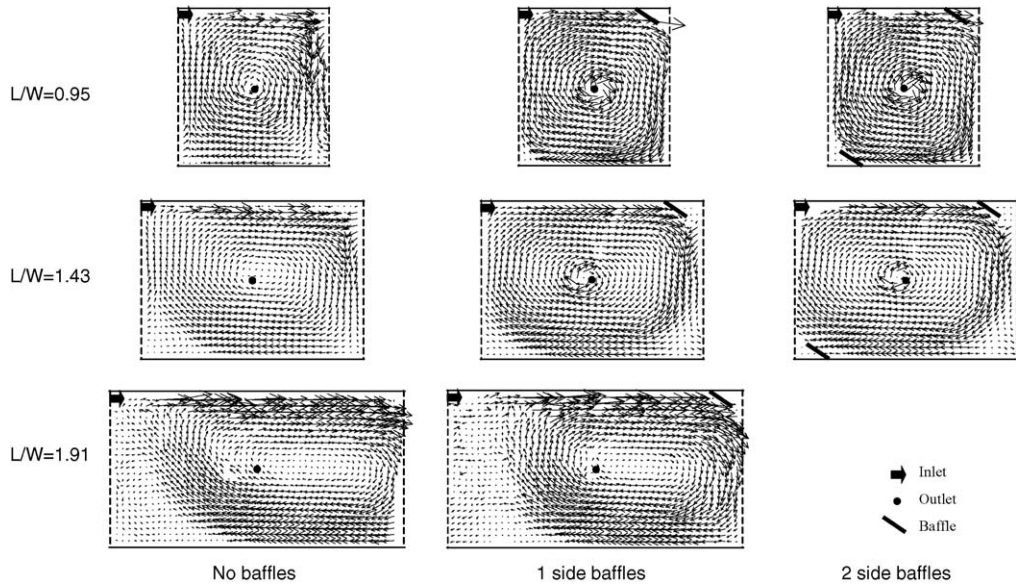 L/W=0.95
L/W=1.43
L/W=1.91
Inlet
Outlet
Baffle
No baffles
1 side baffles
2 side baffles